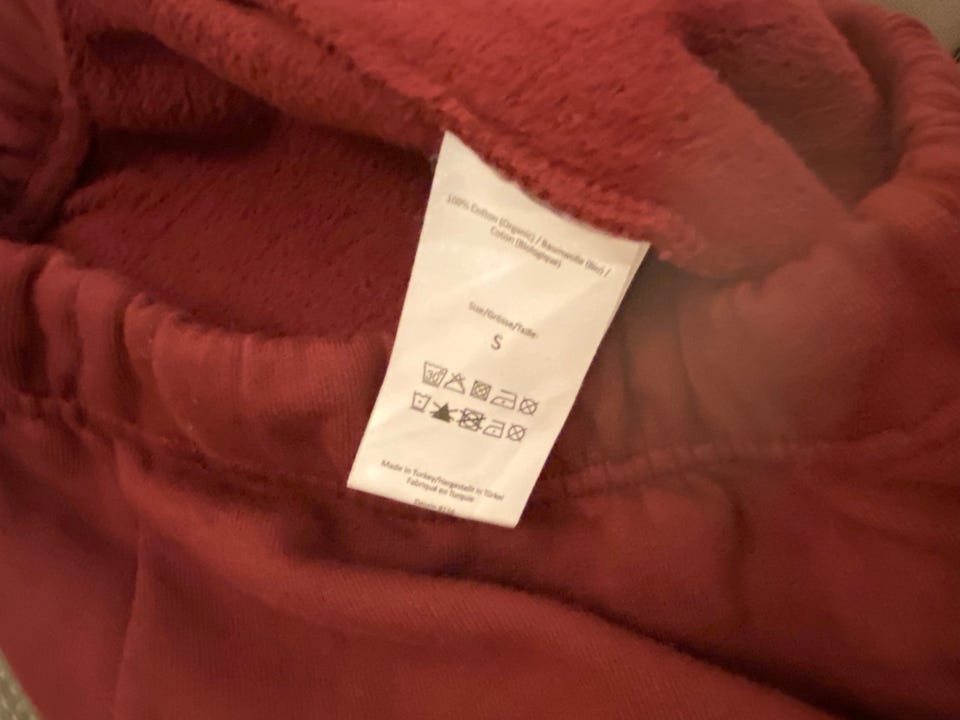 100% Cotton (Organic) / Baumwolle (Bio) /
Coton (Biologique)
Size/Grösse/Taille:
S
30
Made in Turkey/Hergestellt in Türkei
Fabriqué en Turquie